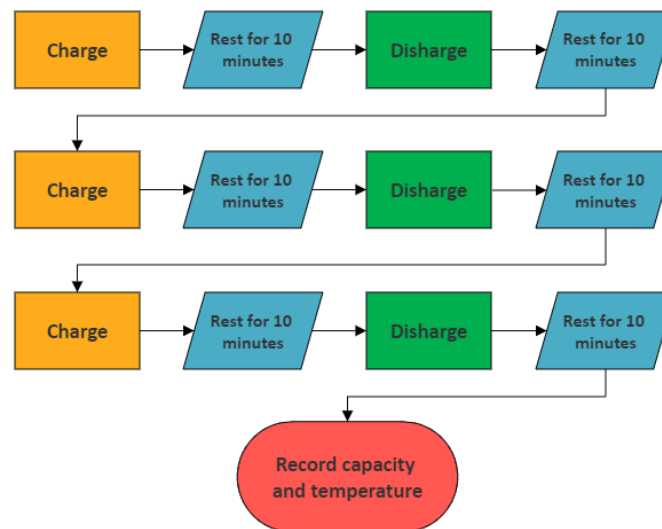 Charge
Rest for 10
minutes
Disharge
Rest for 10
minutes
Charge
Rest for 10
minutes
Disharge
Rest for 10
minutes
Charge
Rest for 10
minutes
Disharge
Rest for 10
minutes
Record capacity
and temperature